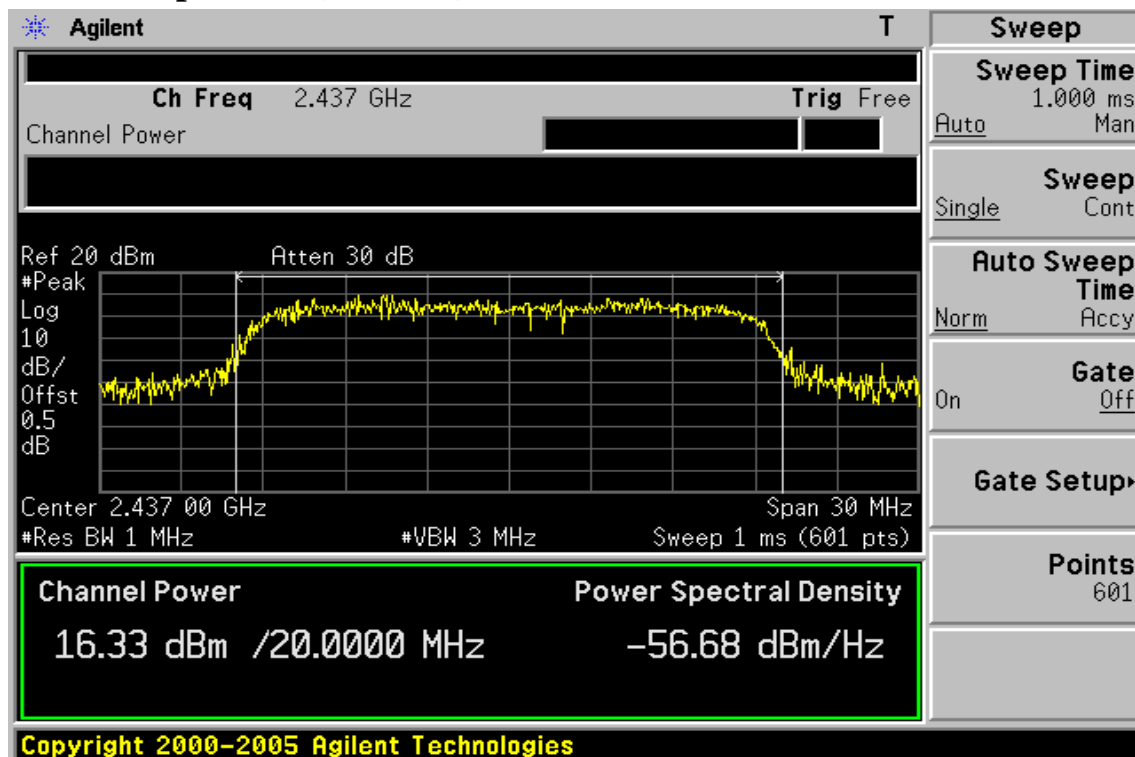 Agilent T
Sweep
Ch Freq 2.437 GHz Trig Free
Channel Power
Ref 20 dBm Atten 30 dB
#Peak
Log
10
dB/
Offst
0.5
dB
Center 2.437 00 GHz Span 30 MHz
#Res BW 1 MHz #VBW 3 MHz Sweep 1 ms (601 pts)
Channel Power Power Spectral Density
16.33 dBm /20.0000 MHz -56.68 dBm/Hz
Sweep Time
1.000 ms
Auto Man
Sweep
Single Cont
Auto Sweep
Time
Norm Accy
Gate
On Off
Gate Setup▸
Points
601
Copyright 2000-2005 Agilent Technologies